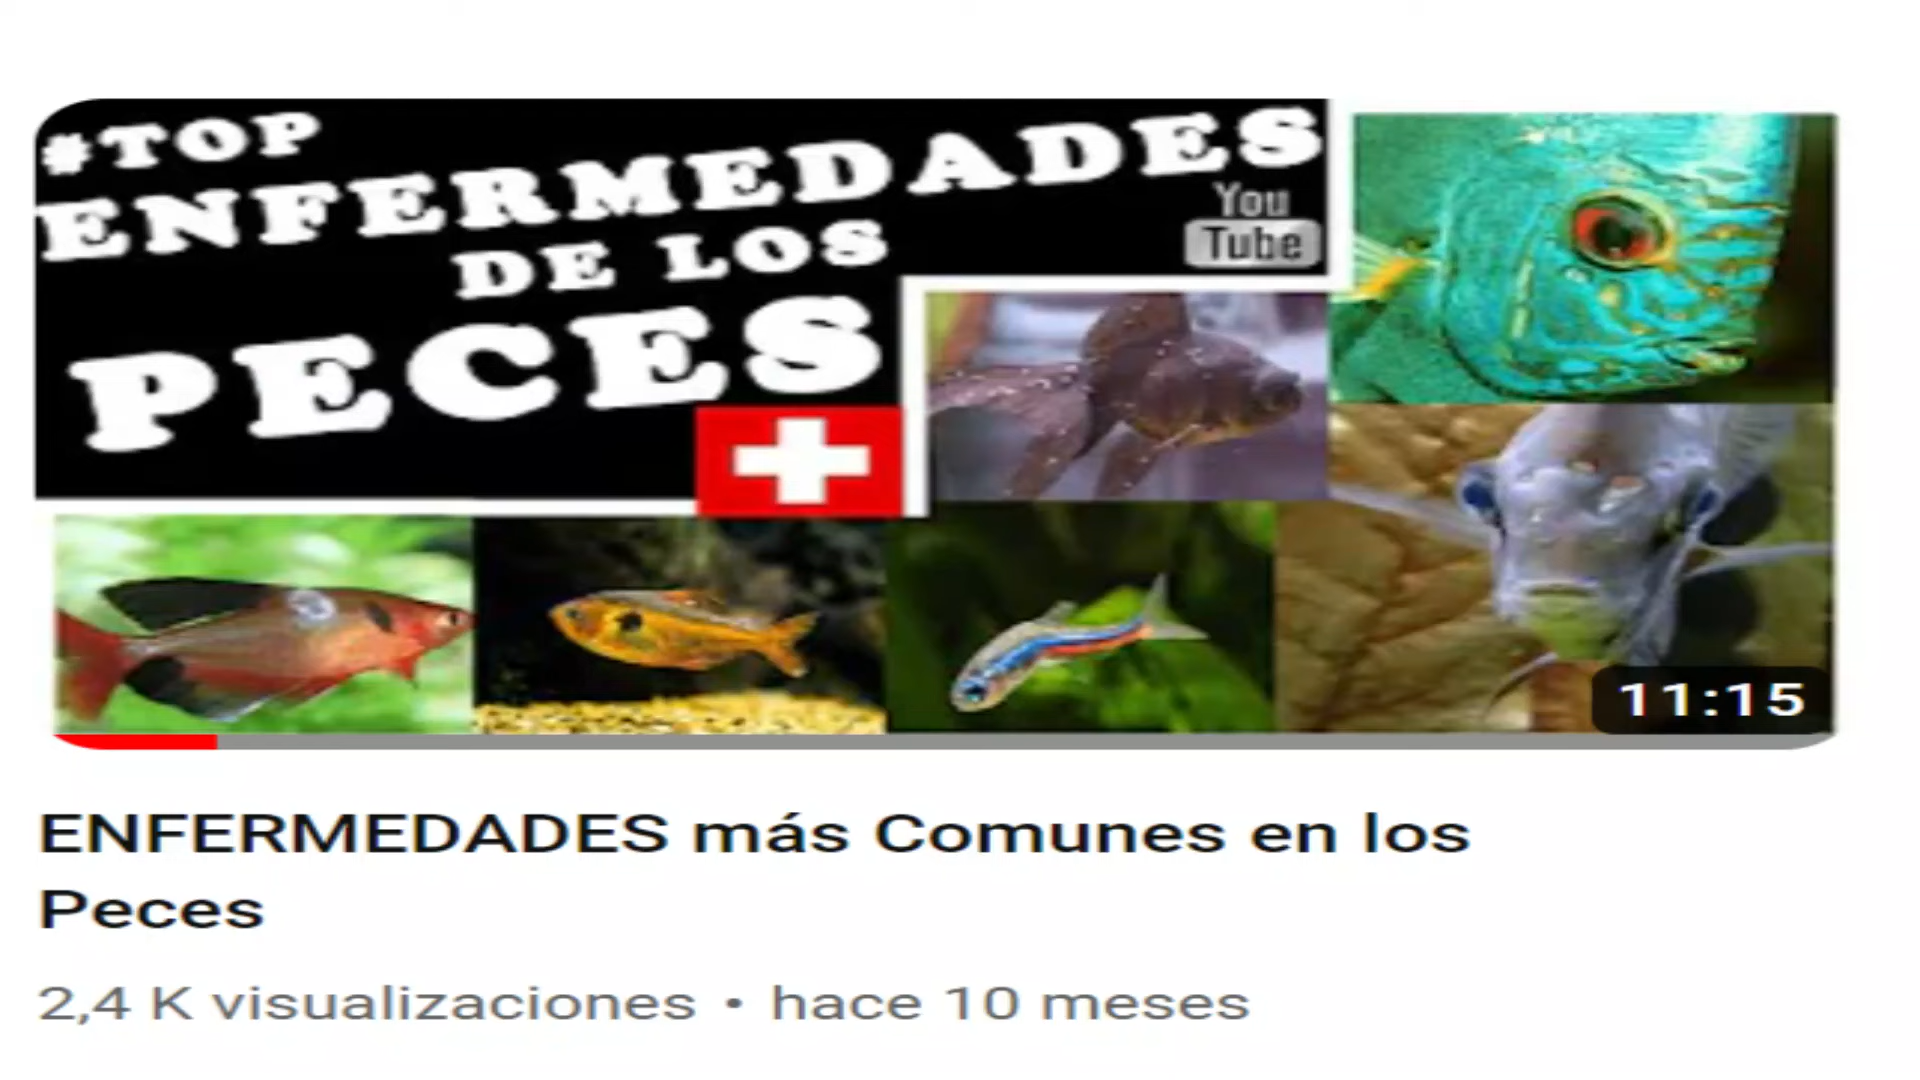 #TOP
ENFERMEDADES
DE LOS
PECES
You
Tube
11:15
ENFERMEDADES más Comunes en los
Peces
2,4 K visualizaciones • hace 10 meses